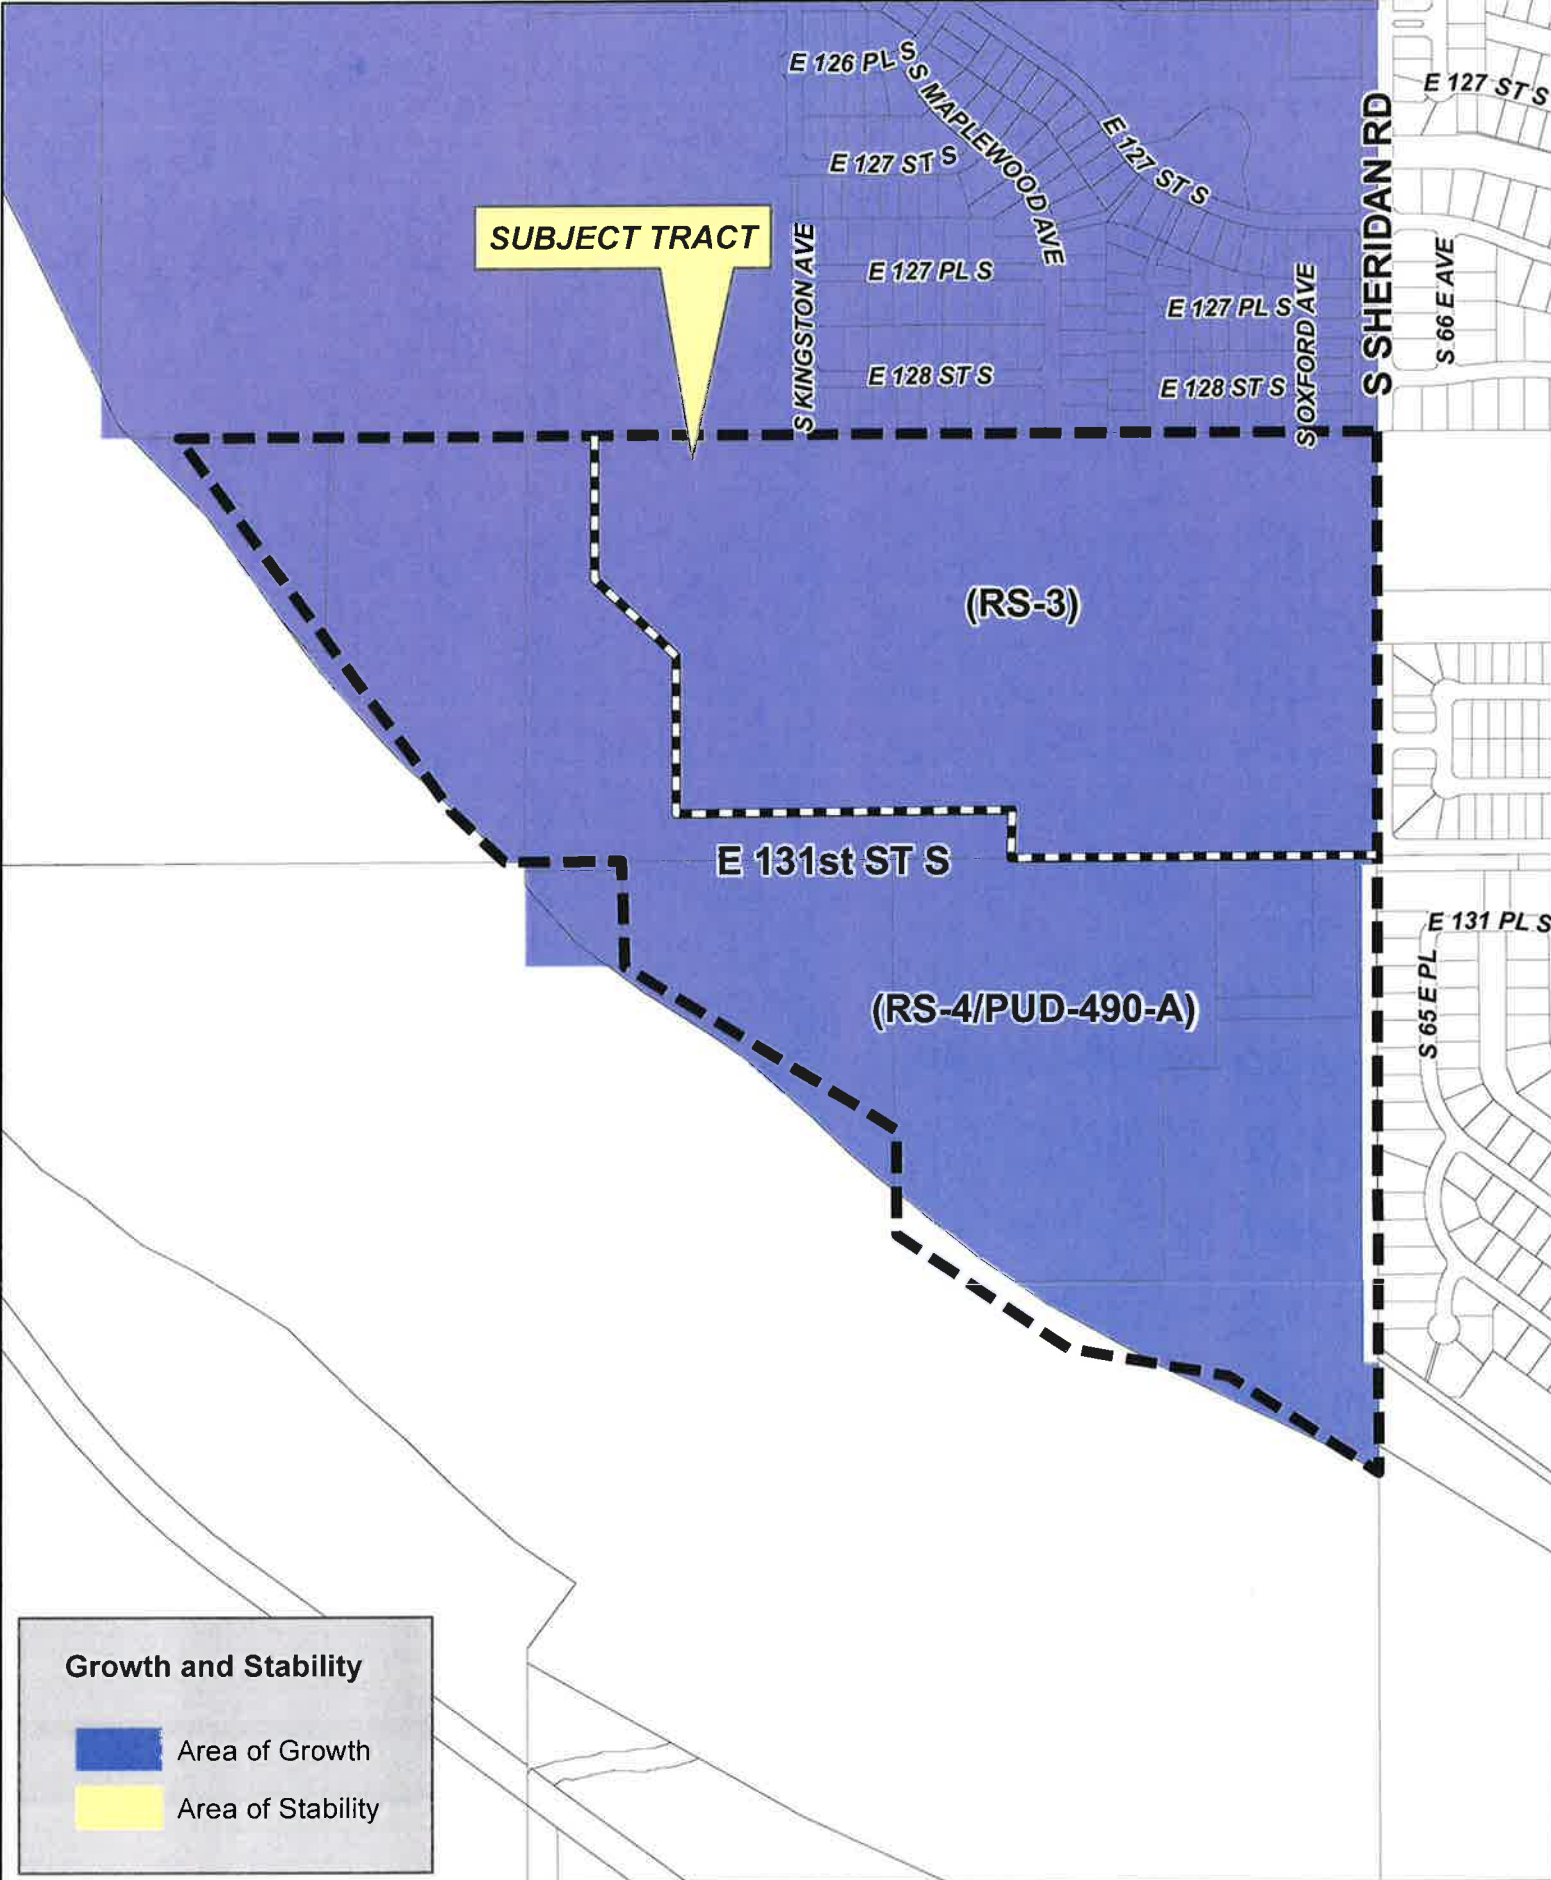 E 126 PL S
E 127 ST S
S MAPLEWOOD AVE
E 127 ST S
E 127 ST S
SUBJECT TRACT
S KINGSTON AVE
E 127 PL S
E 127 PL S
S OXFORD AVE
S SHERIDAN RD
S 66 E AVE
E 128 ST S
E 128 ST S
(RS-3)
E 131st ST S
E 131 PL S
S 65 E PL
(RS-4/PUD-490-A)
Growth and Stability
Area of Growth
Area of Stability